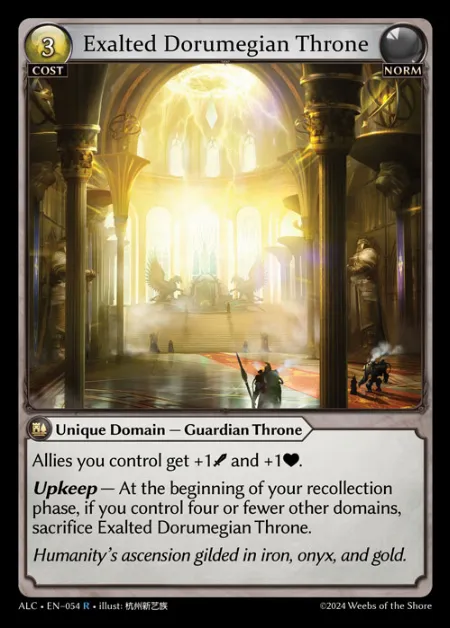 3 Exalted Dorumegian Throne
COST NORM
Unique Domain — Guardian Throne
Allies you control get +1 and +1.
Upkeep — At the beginning of your recollection
phase, if you control four or fewer other domains,
sacrifice Exalted Dorumegian Throne.
Humanity's ascension gilded in iron, onyx, and gold.
ALC • EN-054 R • illust: 杭州新艺族 ©2024 Weebs of the Shore